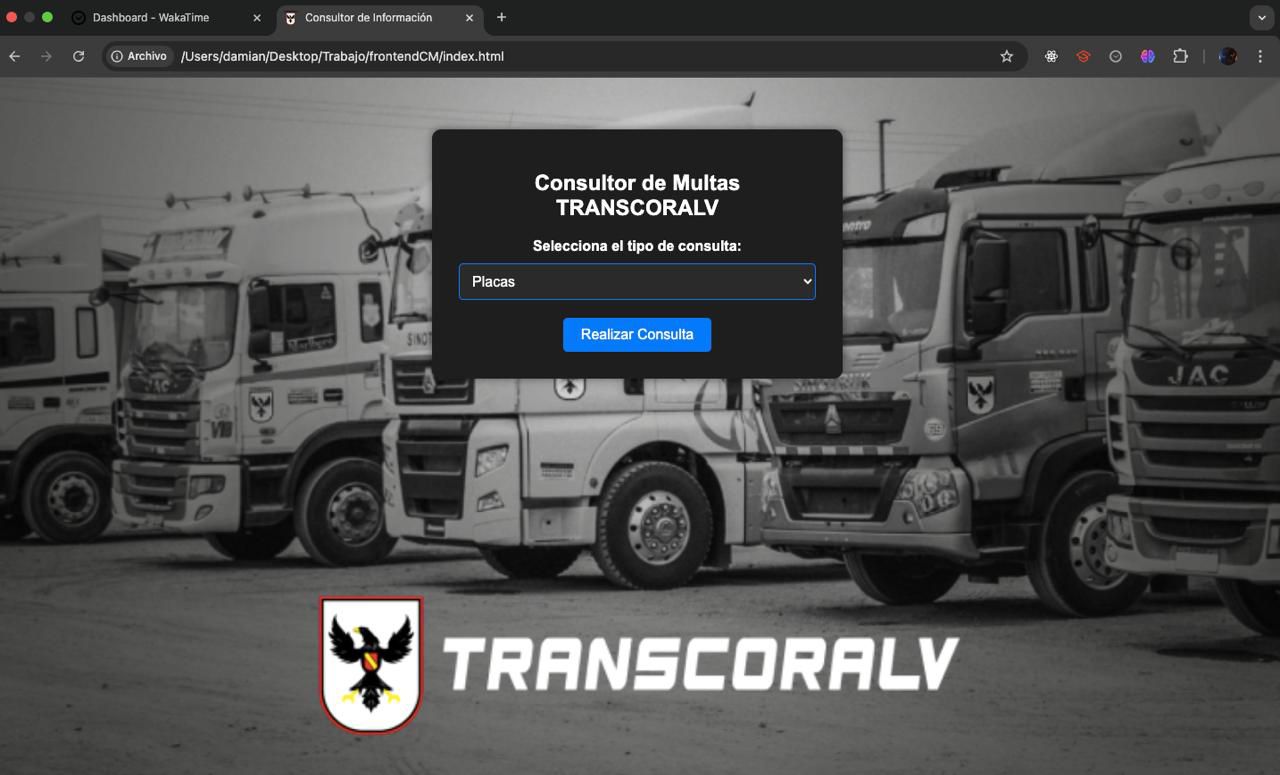 Dashboard - WakaTime
Consultor de Información
Archivo
/Users/damian/Desktop/Trabajo/frontendCM/index.html
Consultor de Multas
TRANSCORALV
Selecciona el tipo de consulta:
Placas
Realizar Consulta
SINOT
JAC
JAC
TRANSCORALV